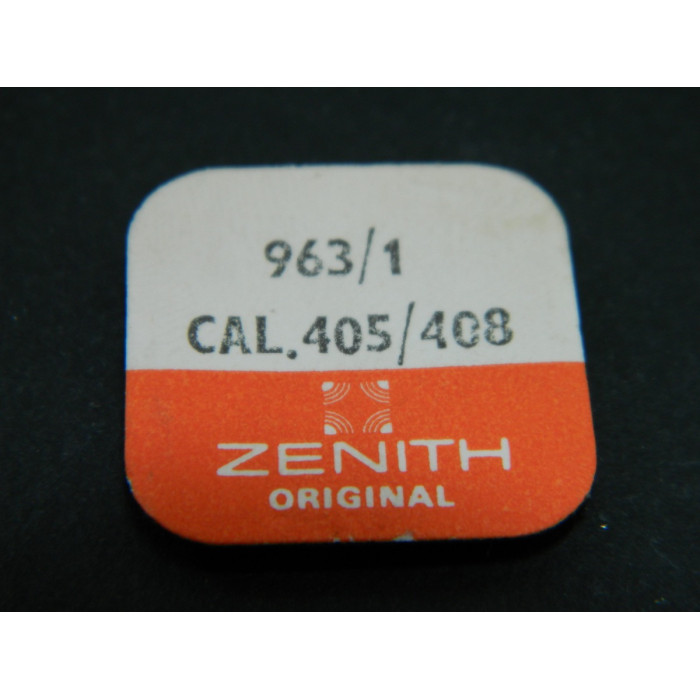 963/1
CAL.405/408
ZENITH
ORIGINAL